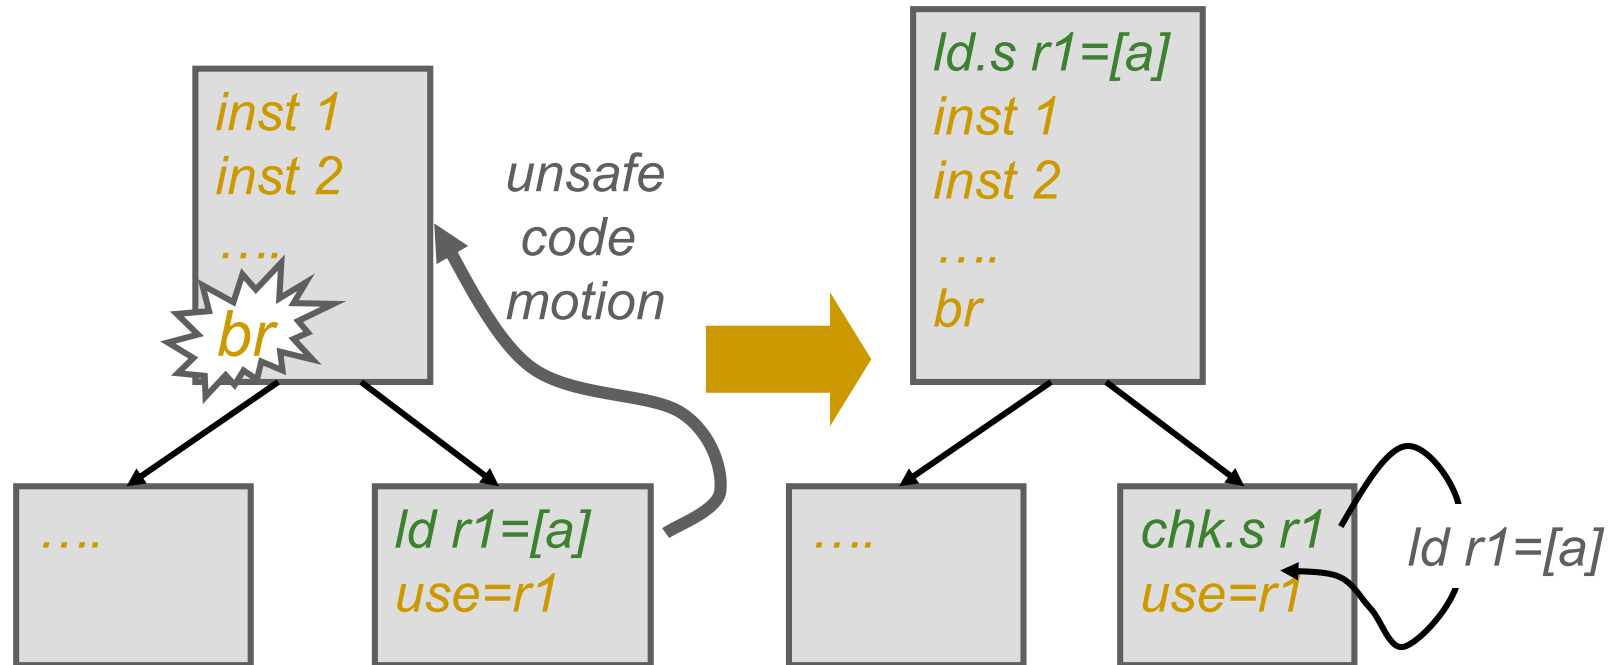 inst 1
inst 2
….
br
….
ld r1=[a]
use=r1
unsafe
code
motion
ld.s r1=[a]
inst 1
inst 2
….
br
….
chk.s r1
use=r1
ld r1=[a]